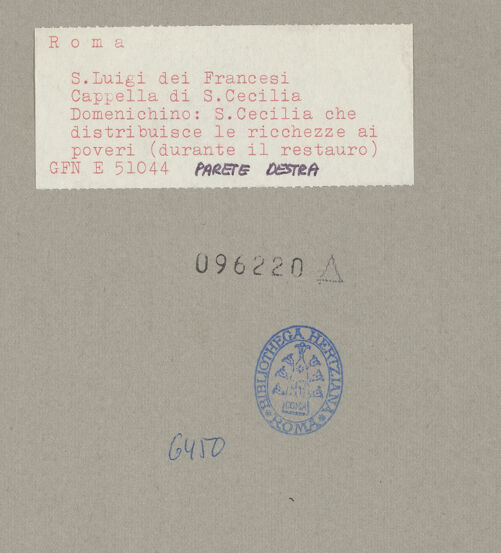 Roma
S.Luigi dei Francesi
Cappella di S.Cecilia
Domenichino: S.Cecilia che
distribuisce le ricchezze ai
poveri (durante il restauro)
GFN E 51044 PARETE DESTRA
096220
BIBLIOTHECA HERTZIANA
ROMA
6450